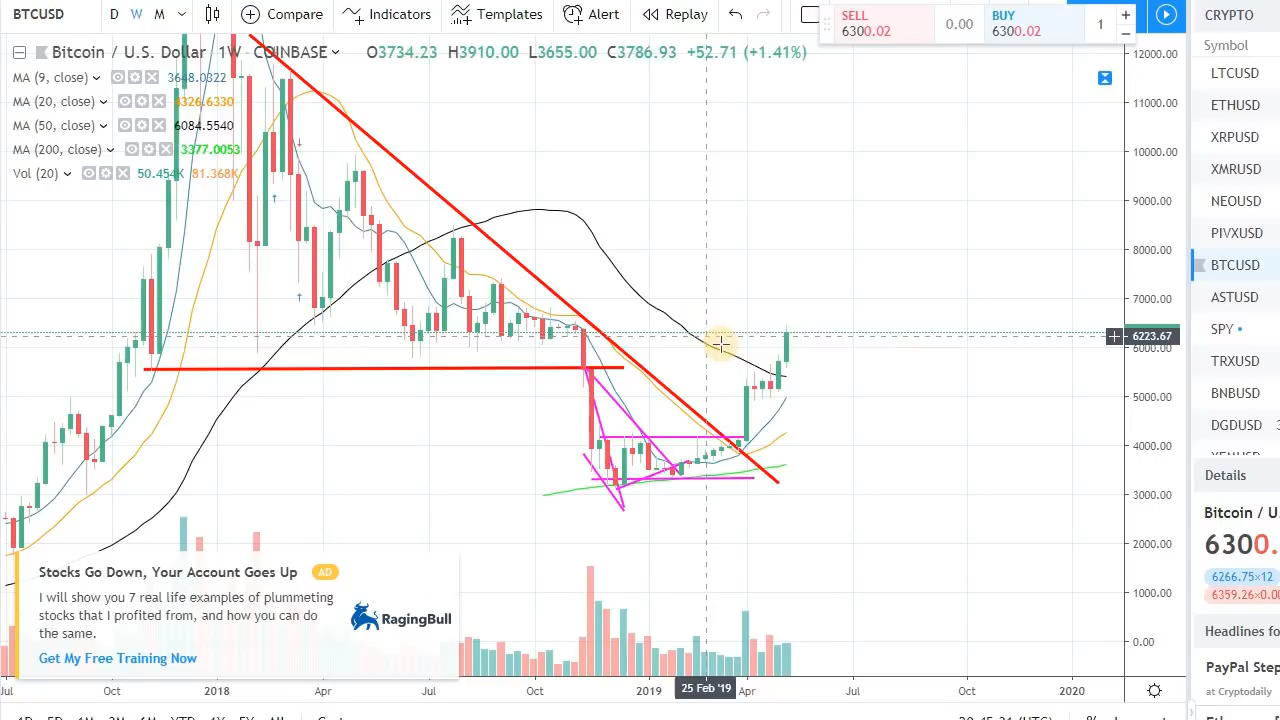 BTCUSD D W M Compare Indicators Templates Alert Replay
SELL
6300.02
0.00
BUY
6300.02
1
CRYPTO
Bitcoin / U.S. Dollar 1W COINBASE O3734.23 H3910.00 L3655.00 C3786.93 +52.71 (+1.41%)
MA (9, close) 3648.0322
MA (20, close) 4326.6330
MA (50, close) 6084.5540
MA (200, close) 3377.0053
Vol (20) 50.454K 81.368K
12000.00
11000.00
10000.00
9000.00
8000.00
7000.00
6223.67
6000.00
5000.00
4000.00
3000.00
2000.00
1000.00
0.00
Symbol
LTCUSD
ETHUSD
XRPUSD
XMRUSD
NEOUSD
PIVXUSD
BTCUSD
ASTUSD
SPY
TRXUSD
BNBUSD
DGDUSD
Details
Bitcoin / U.
6300.
6266.75×12
6359.26×0.0
Headlines fo
PayPal Step
at Cryptodaily
Stocks Go Down, Your Account Goes Up AD
I will show you 7 real life examples of plummeting
stocks that I profited from, and how you can do
the same.
Get My Free Training Now
RagingBull
Jul Oct 2018 Apr Jul Oct 2019 25 Feb '19 Apr Jul Oct 2020